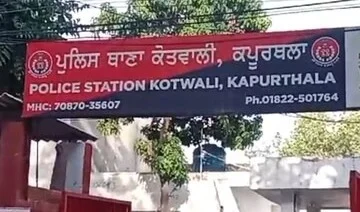 ਪੁਲਿਸ ਥਾਣਾ ਕੋਤਵਾਲੀ, ਕਪੂਰਥਲਾ
POLICE STATION KOTWALI, KAPURTHALA
MHC: 70870-35607 Ph.01822-501764